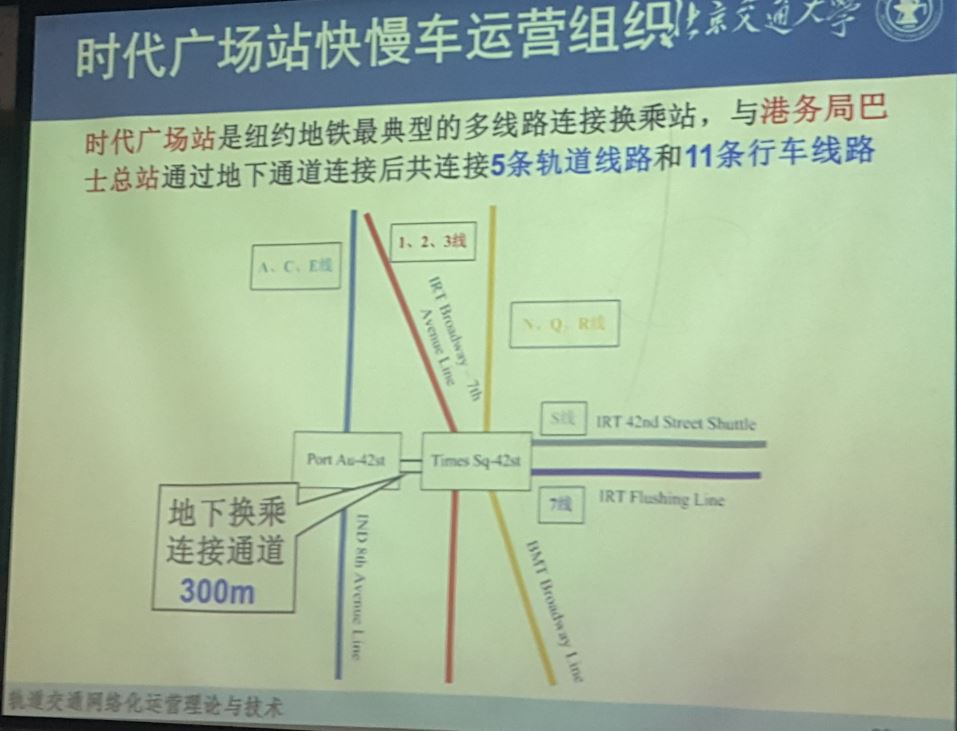 时代广场站快慢车运营组织
北京交通大学
时代广场站是纽约地铁最典型的多线路连接换乘站，与港务局巴
士总站通过地下通道连接后共连接5条轨道线路和11条行车线路
1、2、3线
A、C、E线
IRT Broadway – 7th
Avenue Line
N、Q、R线
S线
IRT 42nd Street Shuttle
Port Au-42st
Times Sq-42st
7线
IRT Flushing Line
地下换乘
连接通道
300m
IND 8th Avenue Line
BMT Broadway Line
轨道交通网络化运营理论与技术